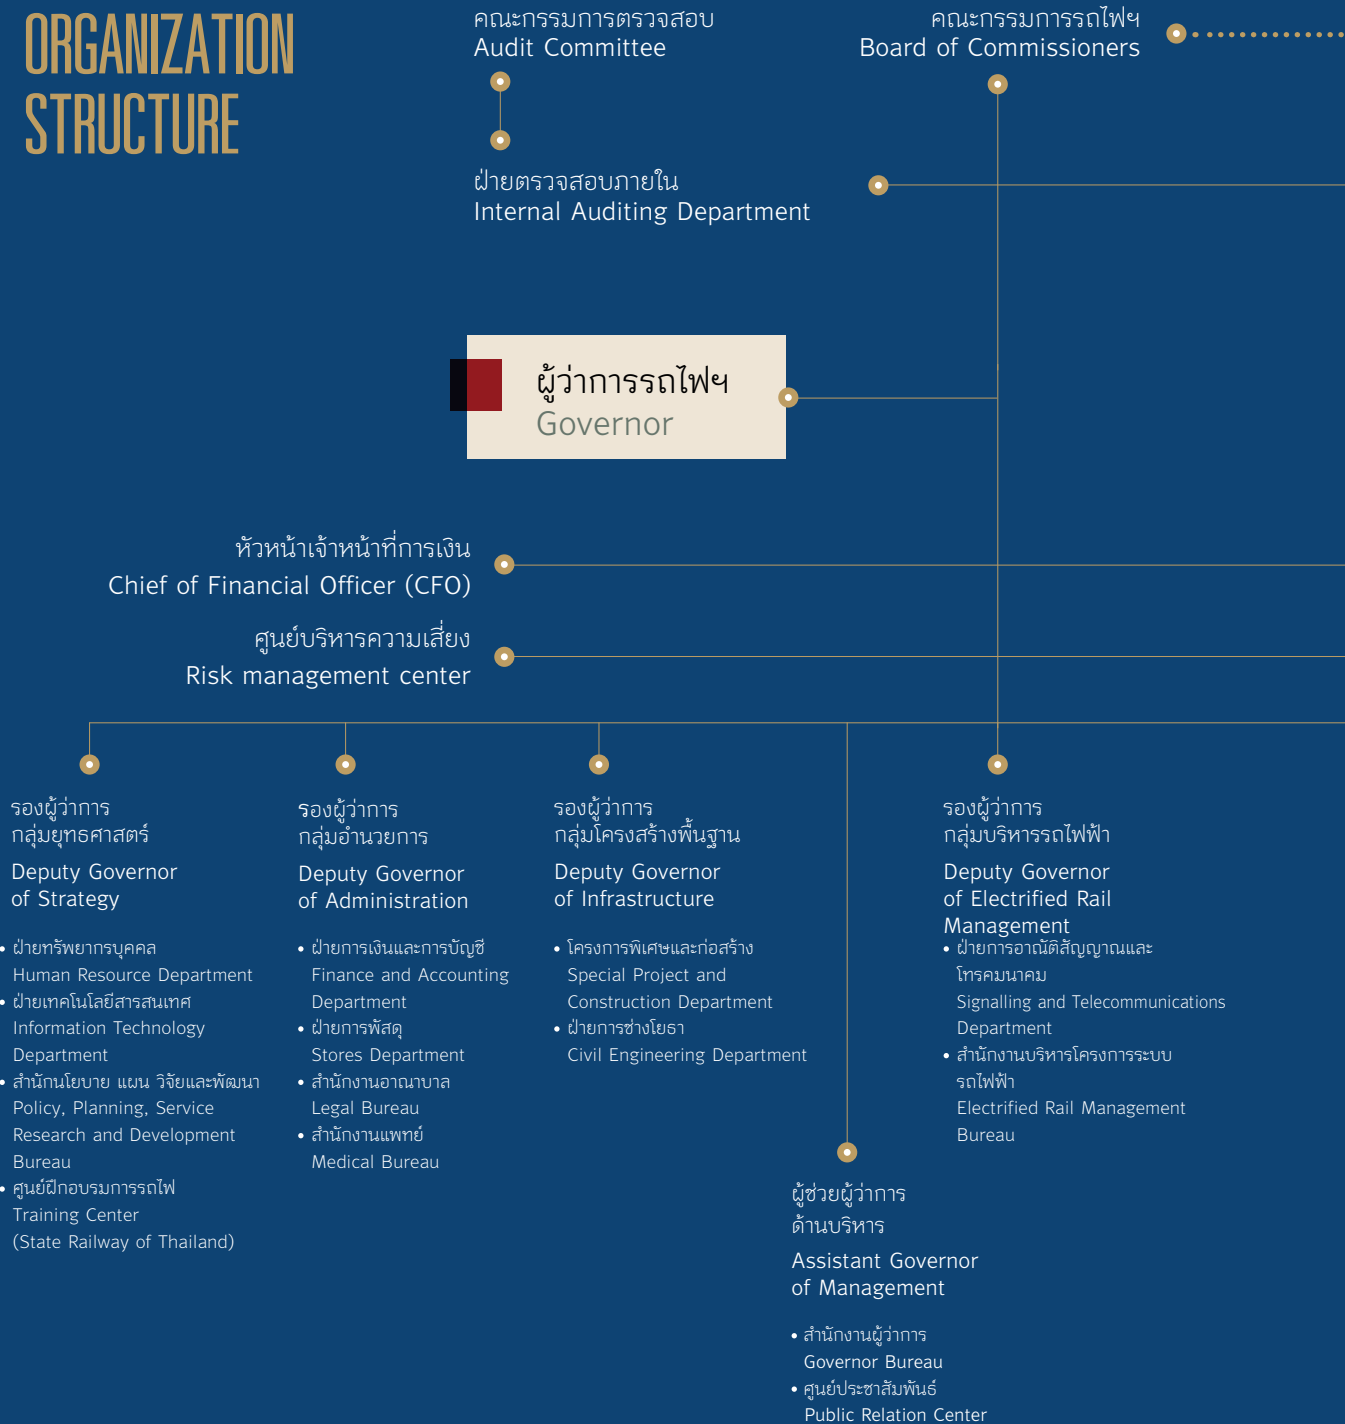 ORGANIZATION
STRUCTURE
คณะกรรมการตรวจสอบ
Audit Committee
คณะกรรมการรถไฟฯ
Board of Commissioners
ฝ่ายตรวจสอบภายใน
Internal Auditing Department
ผู้ว่าการรถไฟฯ
Governor
หัวหน้าเจ้าหน้าที่การเงิน
Chief of Financial Officer (CFO)
ศูนย์บริหารความเสี่ยง
Risk management center
รองผู้ว่าการ
กลุ่มยุทธศาสตร์
Deputy Governor
of Strategy
• ฝ่ายทรัพยากรบุคคล
Human Resource Department
• ฝ่ายเทคโนโลยีสารสนเทศ
Information Technology
Department
• สำนักนโยบาย แผน วิจัยและพัฒนา
Policy, Planning, Service
Research and Development
Bureau
• ศูนย์ฝึกอบรมการรถไฟ
Training Center
(State Railway of Thailand)
รองผู้ว่าการ
กลุ่มอำนวยการ
Deputy Governor
of Administration
• ฝ่ายการเงินและการบัญชี
Finance and Accounting
Department
• ฝ่ายการพัสดุ
Stores Department
• สำนักงานอาณาบาล
Legal Bureau
• สำนักงานแพทย์
Medical Bureau
รองผู้ว่าการ
กลุ่มโครงสร้างพื้นฐาน
Deputy Governor
of Infrastructure
• โครงการพิเศษและก่อสร้าง
Special Project and
Construction Department
• ฝ่ายการช่างโยธา
Civil Engineering Department
รองผู้ว่าการ
กลุ่มบริหารรถไฟฟ้า
Deputy Governor
of Electrified Rail
Management
• ฝ่ายการอาณัติสัญญาณและ
โทรคมนาคม
Signalling and Telecommunications
Department
• สำนักงานบริหารโครงการระบบ
รถไฟฟ้า
Electrified Rail Management
Bureau
ผู้ช่วยผู้ว่าการ
ด้านบริหาร
Assistant Governor
of Management
• สำนักงานผู้ว่าการ
Governor Bureau
• ศูนย์ประชาสัมพันธ์
Public Relation Center